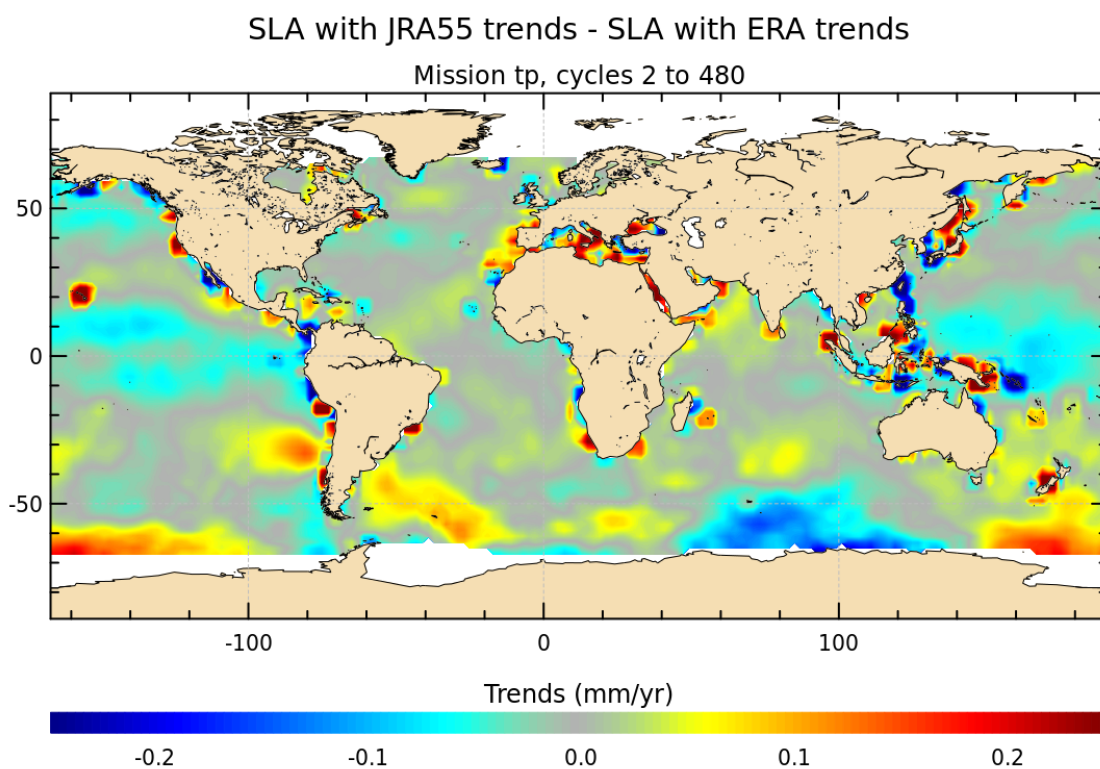 SLA with JRA55 trends - SLA with ERA trends
Mission tp, cycles 2 to 480
50
0
-50
-100 0 100
Trends (mm/yr)
-0.2 -0.1 0.0 0.1 0.2